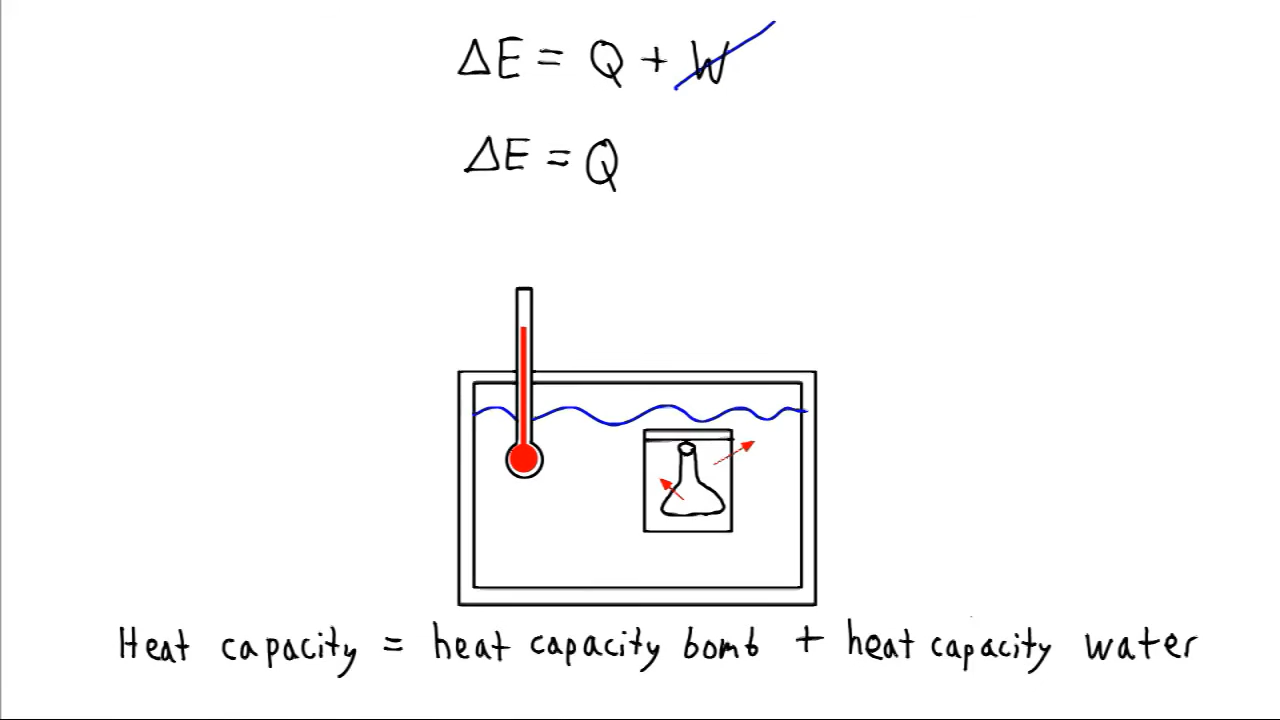 ΔE = Q + W
ΔE = Q
Heat capacity = heat capacity bomb + heat capacity water